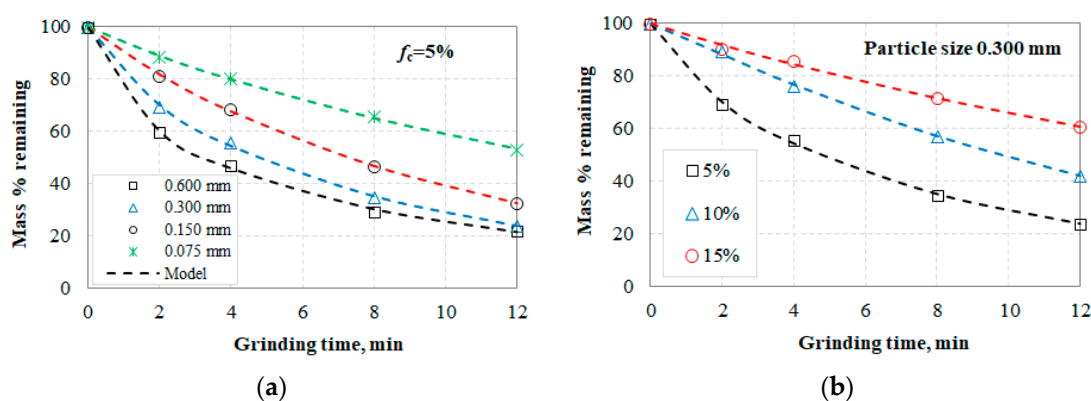 100
80
60
40
20
0
Mass % remaining
fc=5%
0.600 mm
0.300 mm
0.150 mm
0.075 mm
Model
0 2 4 6 8 10 12
Grinding time, min
(a)
100
80
60
40
20
0
Mass % remaining
Particle size 0.300 mm
5%
10%
15%
0 2 4 6 8 10 12
Grinding time, min
(b)